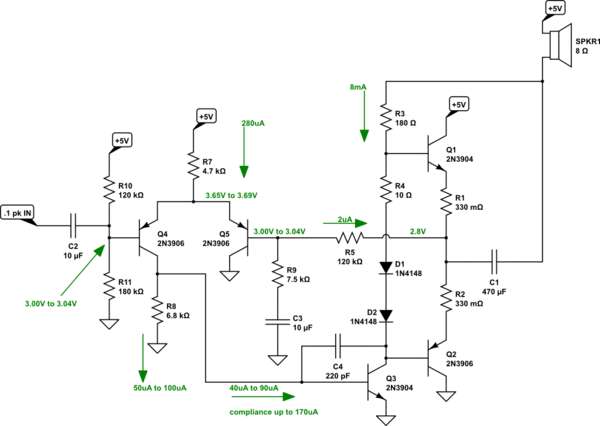 +5V
SPKR1
8 Ω
8mA
R3
180 Ω
+5V
Q1
2N3904
+5V
280uA
+5V
R7
4.7 kΩ
R10
120 kΩ
R4
10 Ω
R1
330 mΩ
3.65V to 3.69V
.1 pk IN
C2
10 µF
Q4
2N3906
Q5
2N3906
3.00V to 3.04V
2uA
2.8V
R5
120 kΩ
D1
1N4148
C1
470 µF
R9
7.5 kΩ
R11
180 kΩ
3.00V to 3.04V
R8
6.8 kΩ
R2
330 mΩ
C3
10 µF
D2
1N4148
C4
220 pF
Q2
2N3906
50uA to 100uA
40uA to 90uA
Q3
2N3904
compliance up to 170uA